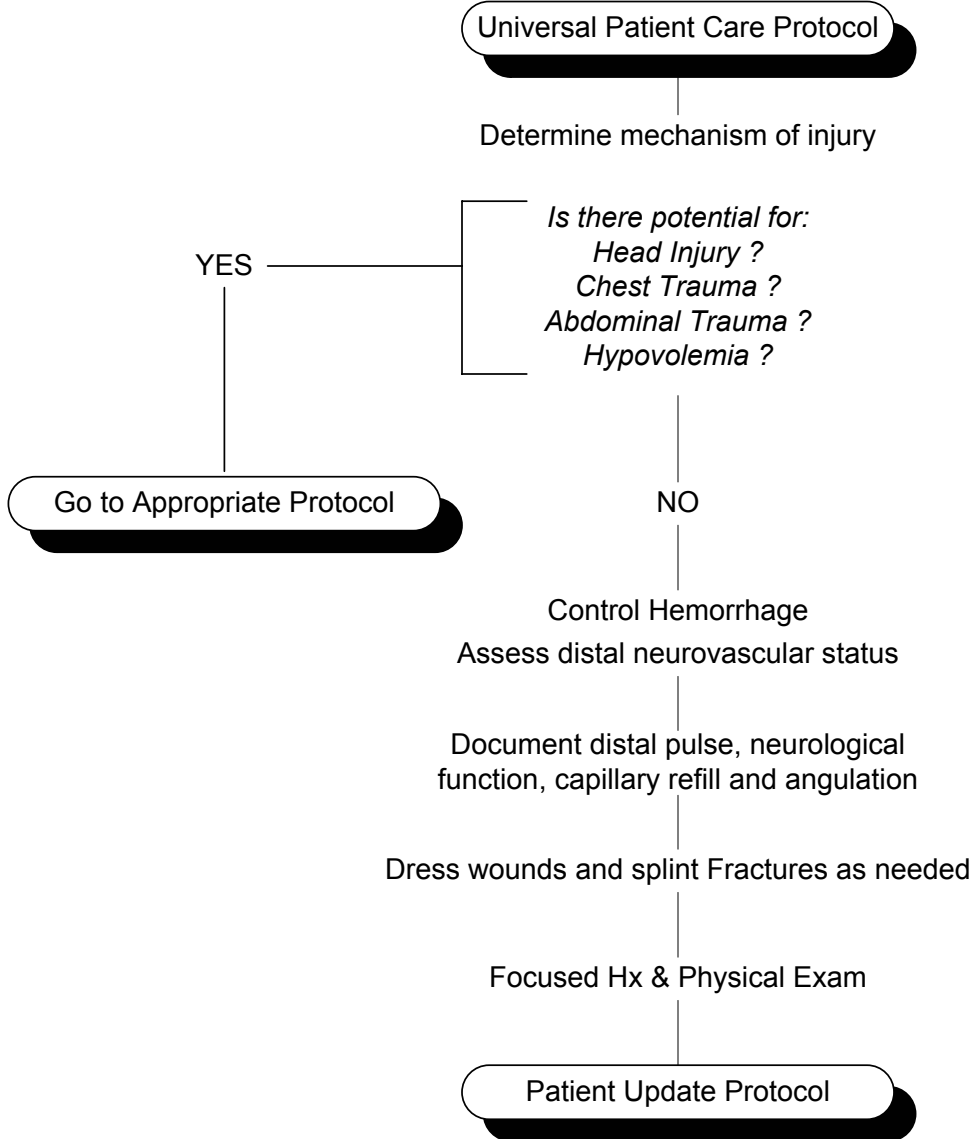 Universal Patient Care Protocol
Determine mechanism of injury
Is there potential for:
Head Injury ?
Chest Trauma ?
Abdominal Trauma ?
Hypovolemia ?
YES
Go to Appropriate Protocol
NO
Control Hemorrhage
Assess distal neurovascular status
Document distal pulse, neurological
function, capillary refill and angulation
Dress wounds and splint Fractures as needed
Focused Hx & Physical Exam
Patient Update Protocol